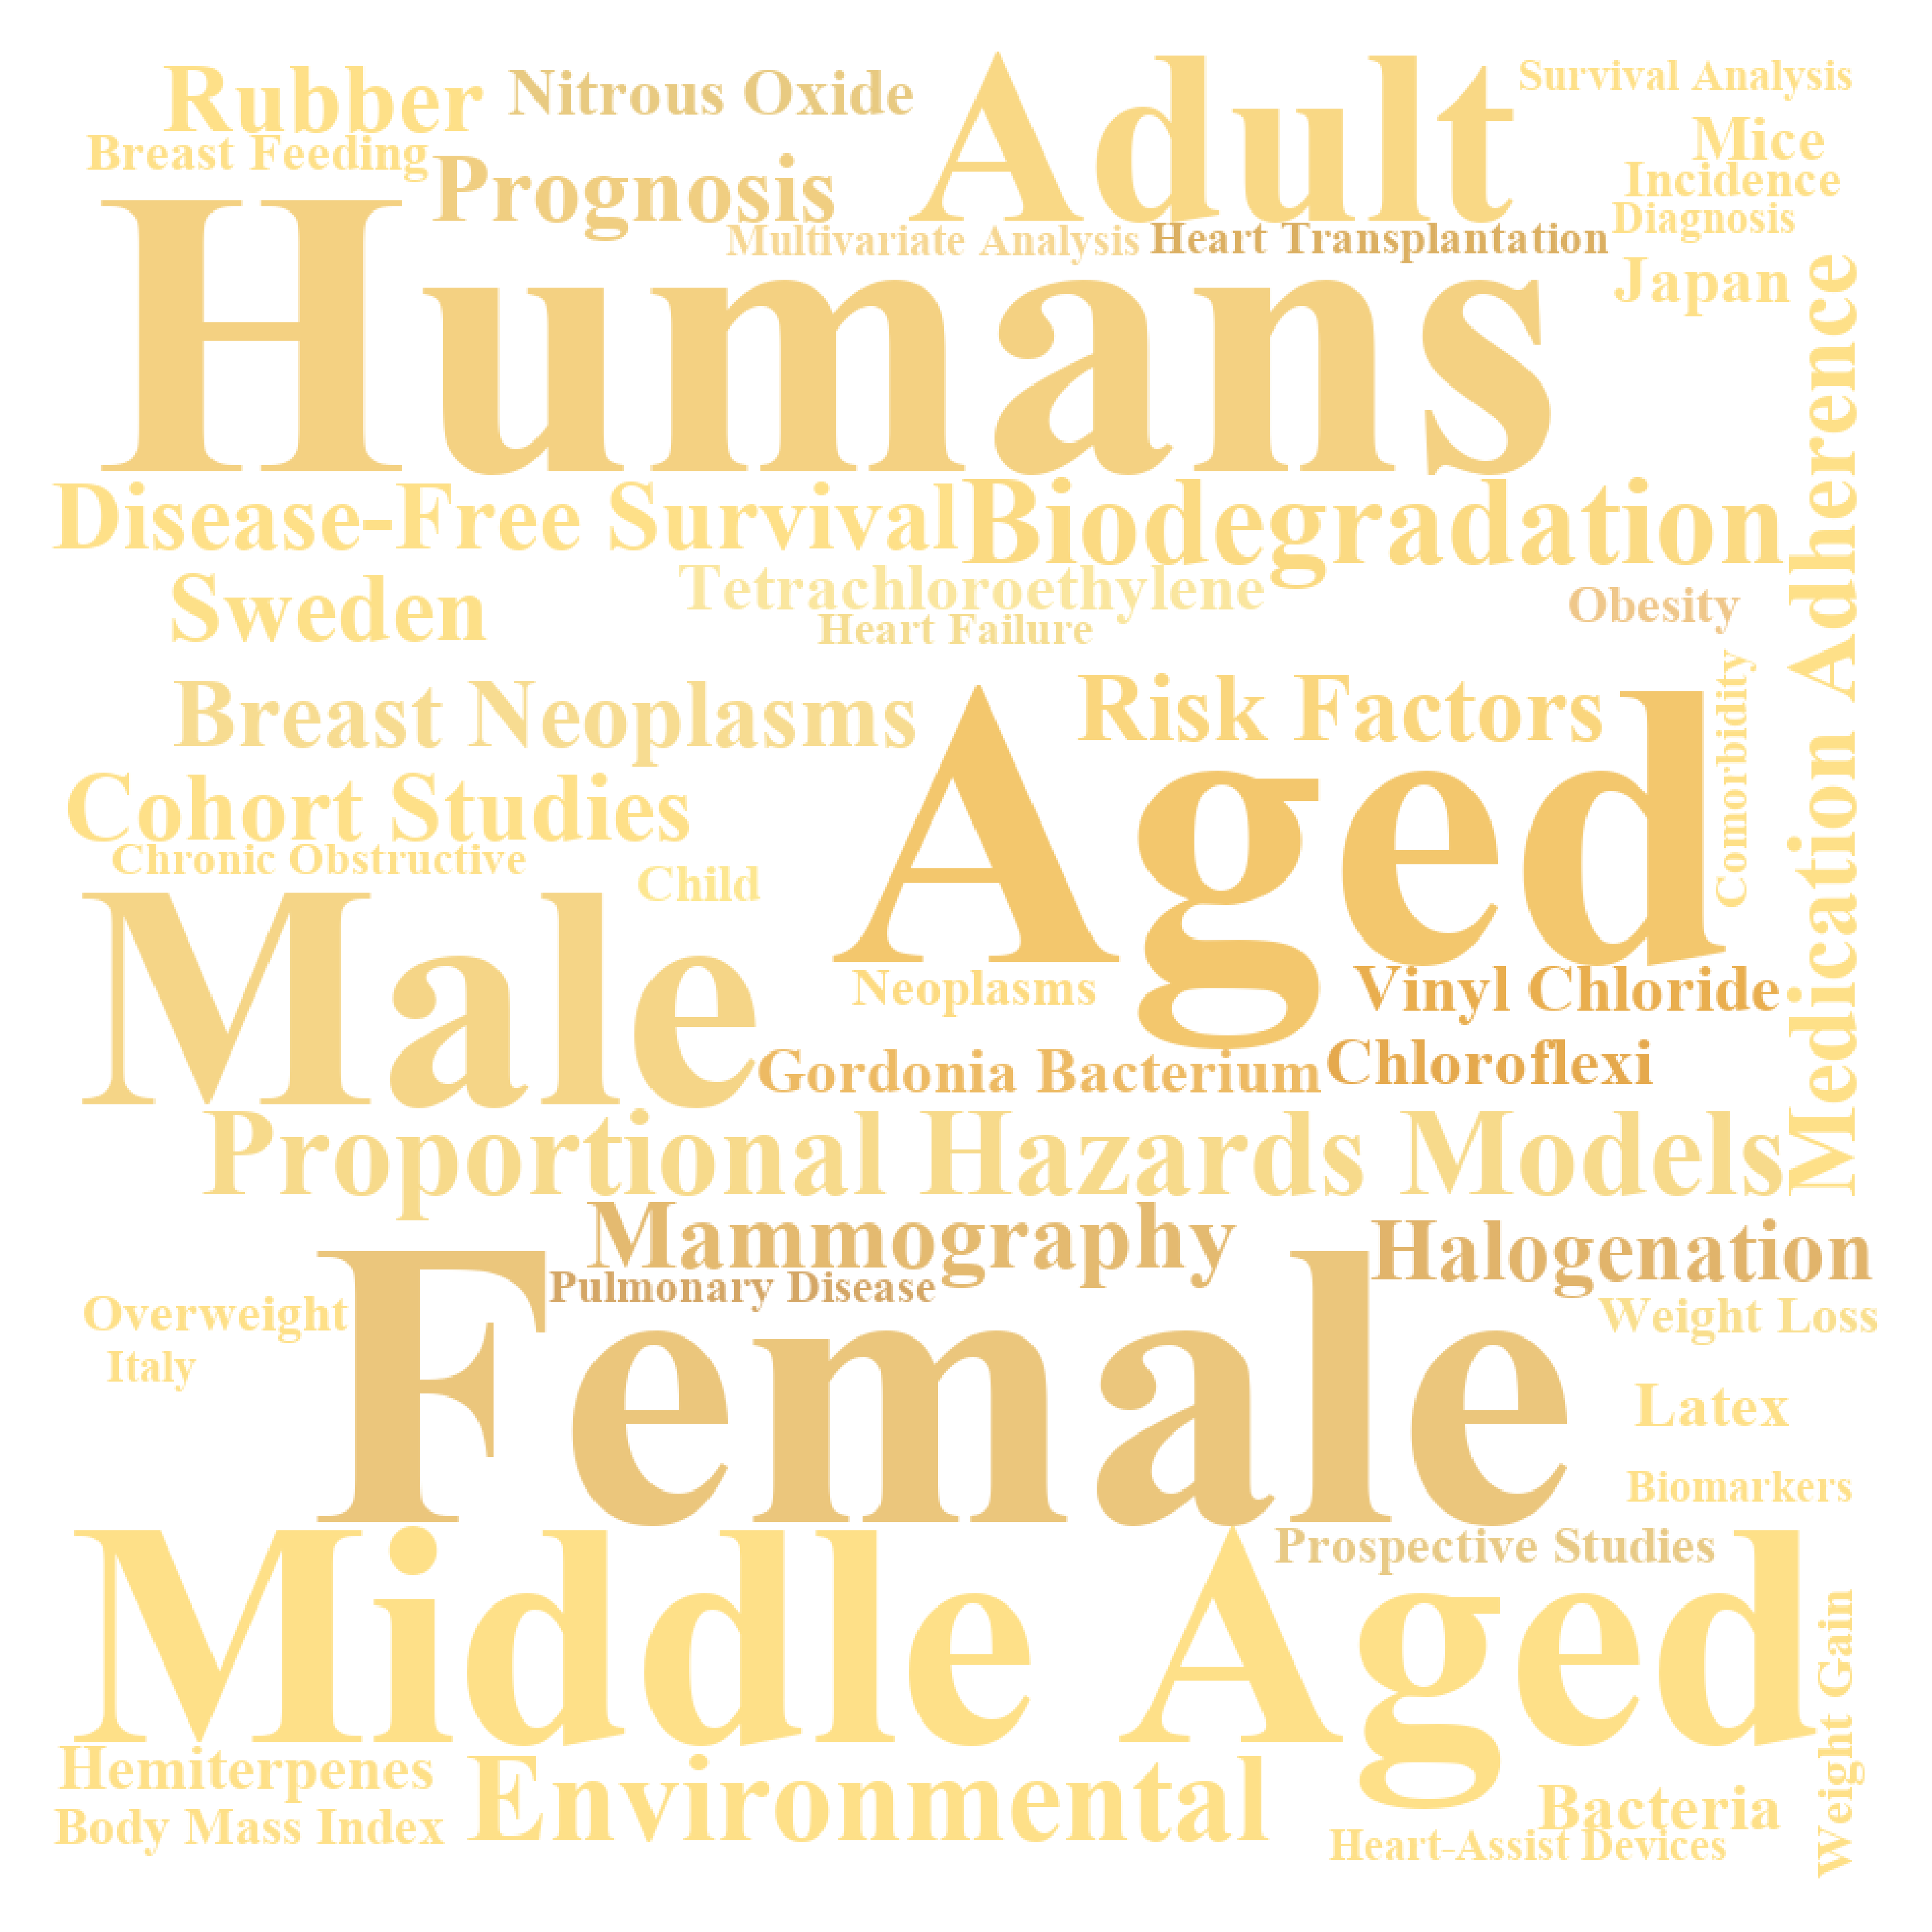 Adult
Survival Analysis
Rubber
Nitrous Oxide
Mice
Breast Feeding
Prognosis
Incidence
Diagnosis
Multivariate Analysis
Heart Transplantation
Humans
Japan
Medication Adherence
Disease-Free Survival
Biodegradation
Sweden
Tetrachloroethylene
Obesity
Heart Failure
Breast Neoplasms
Risk Factors
Comorbidity
Aged
Cohort Studies
Chronic Obstructive
Child
Male
Neoplasms
Vinyl Chloride
Gordonia Bacterium
Chloroflexi
Proportional Hazards Models
Mammography
Halogenation
Pulmonary Disease
Female
Overweight
Weight Loss
Italy
Latex
Biomarkers
Prospective Studies
Middle Aged
Weight Gain
Hemiterpenes
Environmental
Bacteria
Body Mass Index
Heart-Assist Devices